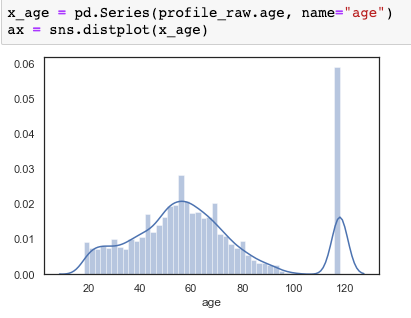 x_age = pd.Series(profile_raw.age, name="age")
ax = sns.distplot(x_age)
0.06
0.05
0.04
0.03
0.02
0.01
0.00
20 40 60 80 100 120
age